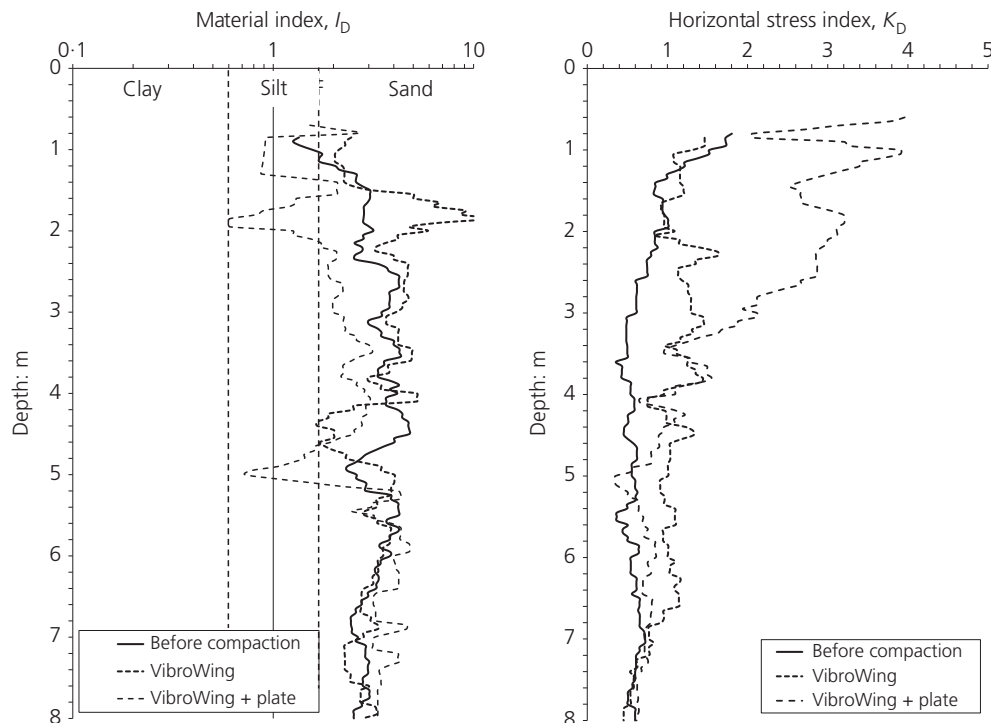 Material index, I_D
0·1 1 10
0
Clay Silt F Sand
1
2
3
4
5
6
7
8
Depth: m
Before compaction
VibroWing
VibroWing + plate
Horizontal stress index, K_D
0 1 2 3 4 5
0
1
2
3
4
5
6
7
8
Depth: m
Before compaction
VibroWing
VibroWing + plate